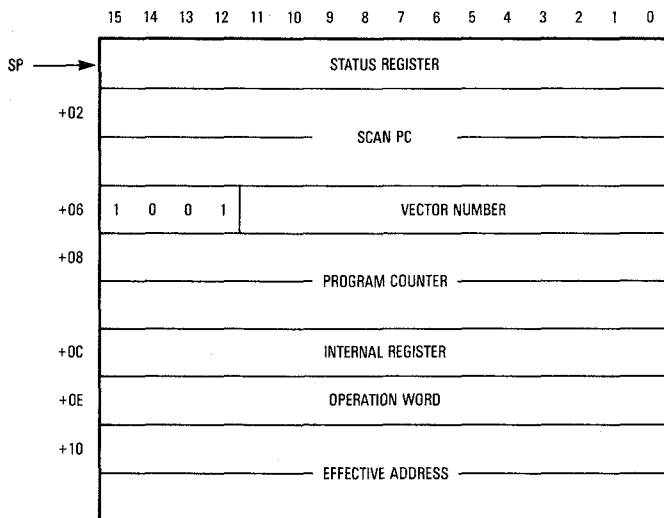 15 14 13 12 11 10 9 8 7 6 5 4 3 2 1 0
SP STATUS REGISTER
+02
SCAN PC
+06 1 0 0 1 VECTOR NUMBER
+08
PROGRAM COUNTER
+0C INTERNAL REGISTER
+0E OPERATION WORD
+10
EFFECTIVE ADDRESS